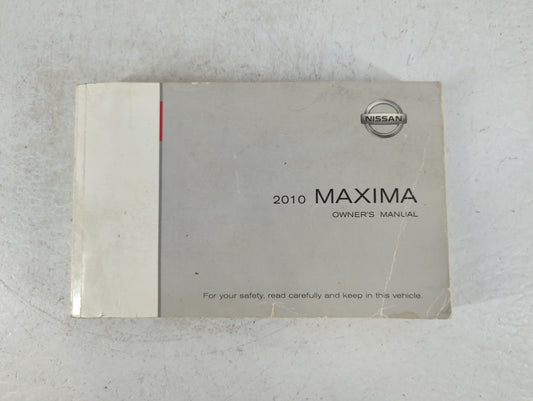 NISSAN
2010 MAXIMA
OWNER'S MANUAL
For your safety, read carefully and keep in this vehicle.